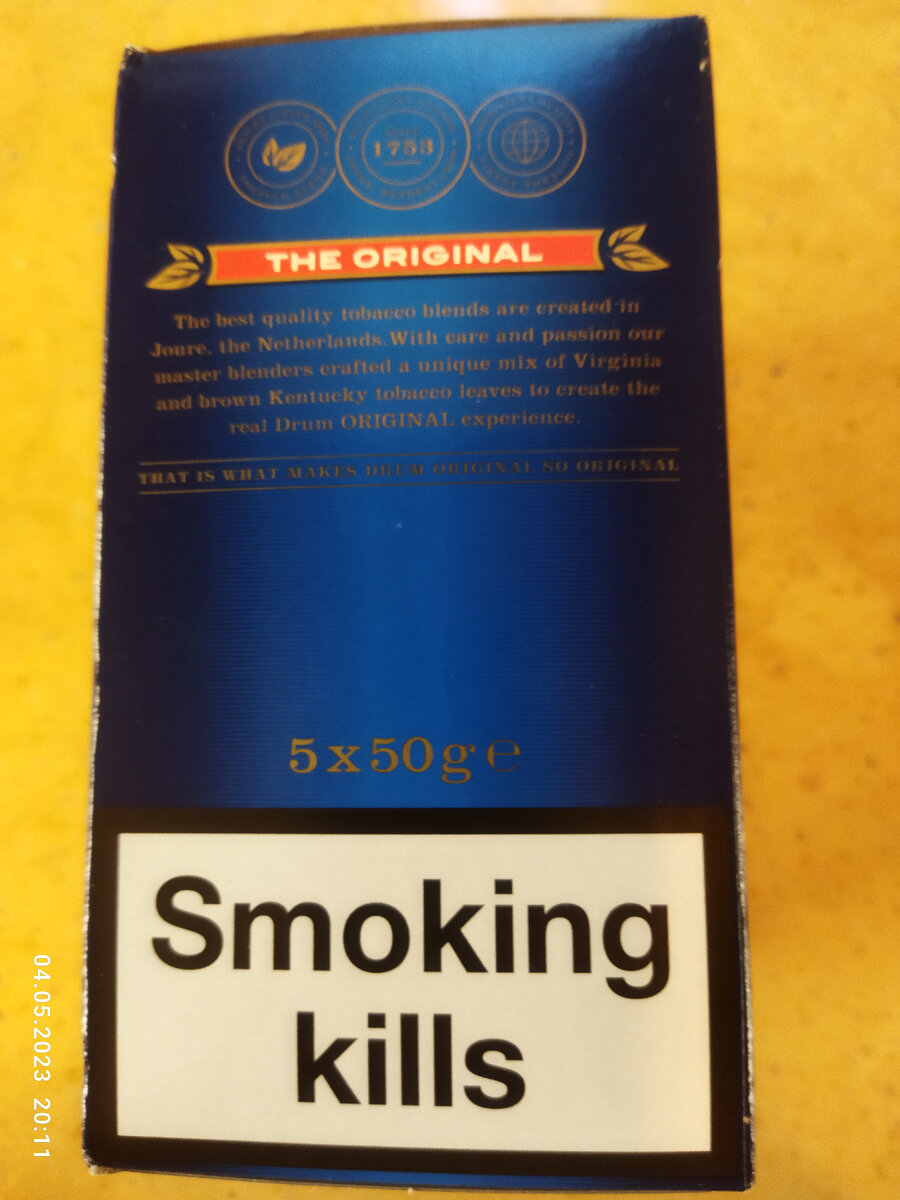 SINCE
1753
THE ORIGINAL
The best quality tobacco blends are created in
Joure, the Netherlands. With care and passion our
master blenders crafted a unique mix of Virginia
and brown Kentucky tobacco leaves to create the
real Drum ORIGINAL experience.
THAT IS WHAT MAKES DRUM ORIGINAL SO ORIGINAL
5x50g℮
Smoking
kills
04.05.2023 20:11